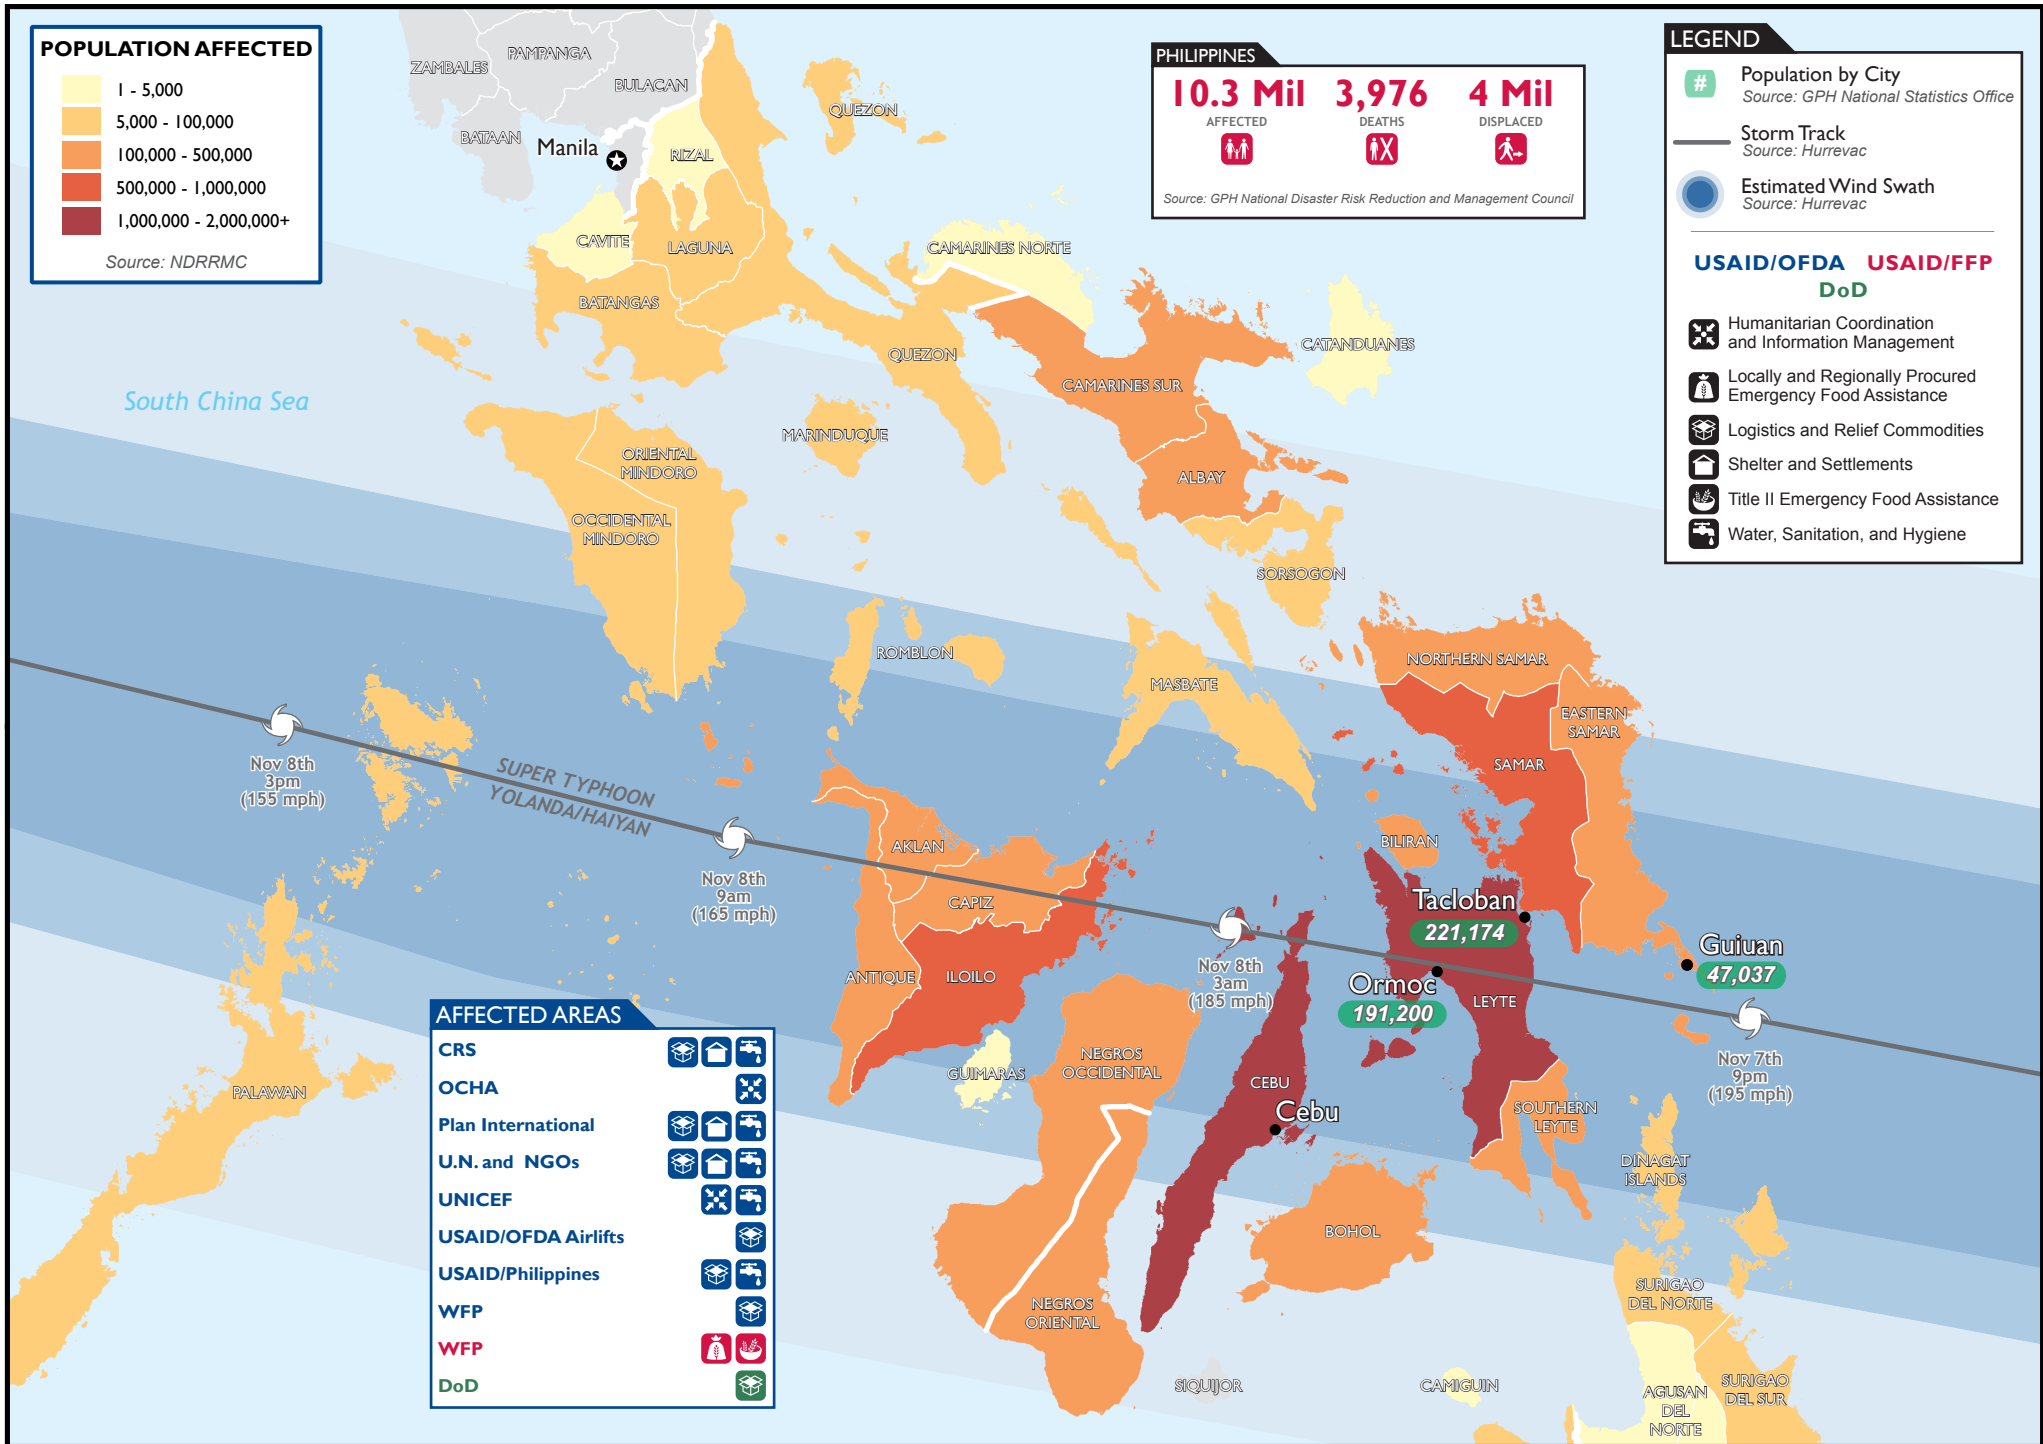 POPULATION AFFECTED
1 - 5,000
5,000 - 100,000
100,000 - 500,000
500,000 - 1,000,000
1,000,000 - 2,000,000+
Source: NDRRMC
PHILIPPINES
10.3 Mil
AFFECTED
3,976
DEATHS
4 Mil
DISPLACED
Source: GPH National Disaster Risk Reduction and Management Council
LEGEND
#
Population by City
Source: GPH National Statistics Office
Storm Track
Source: Hurrevac
Estimated Wind Swath
Source: Hurrevac
USAID/OFDA USAID/FFP
DoD
Humanitarian Coordination
and Information Management
Locally and Regionally Procured
Emergency Food Assistance
Logistics and Relief Commodities
Shelter and Settlements
Title II Emergency Food Assistance
Water, Sanitation, and Hygiene
ZAMBALES
PAMPANGA
BULACAN
BATAAN
Manila
RIZAL
QUEZON
CAVITE
LAGUNA
BATANGAS
CAMARINES NORTE
QUEZON
CAMARINES SUR
CATANDUANES
South China Sea
MARINDUQUE
ORIENTAL
MINDORO
OCCIDENTAL
MINDORO
ALBAY
SORSOGON
ROMBLON
MASBATE
NORTHERN SAMAR
EASTERN
SAMAR
SAMAR
Nov 8th
3pm
(155 mph)
SUPER TYPHOON
YOLANDA/HAIYAN
Nov 8th
9am
(165 mph)
AKLAN
CAPIZ
ANTIQUE
ILOILO
BILIRAN
Tacloban
221,174
Guiuan
47,037
Nov 8th
3am
(185 mph)
Ormoc
191,200
LEYTE
Nov 7th
9pm
(195 mph)
GUIMARAS
NEGROS
OCCIDENTAL
CEBU
Cebu
SOUTHERN
LEYTE
PALAWAN
DINAGAT
ISLANDS
BOHOL
NEGROS
ORIENTAL
SURIGAO
DEL NORTE
SIQUIJOR
CAMIGUIN
AGUSAN
DEL
NORTE
SURIGAO
DEL SUR
AFFECTED AREAS
CRS
OCHA
Plan International
U.N. and NGOs
UNICEF
USAID/OFDA Airlifts
USAID/Philippines
WFP
WFP
DoD